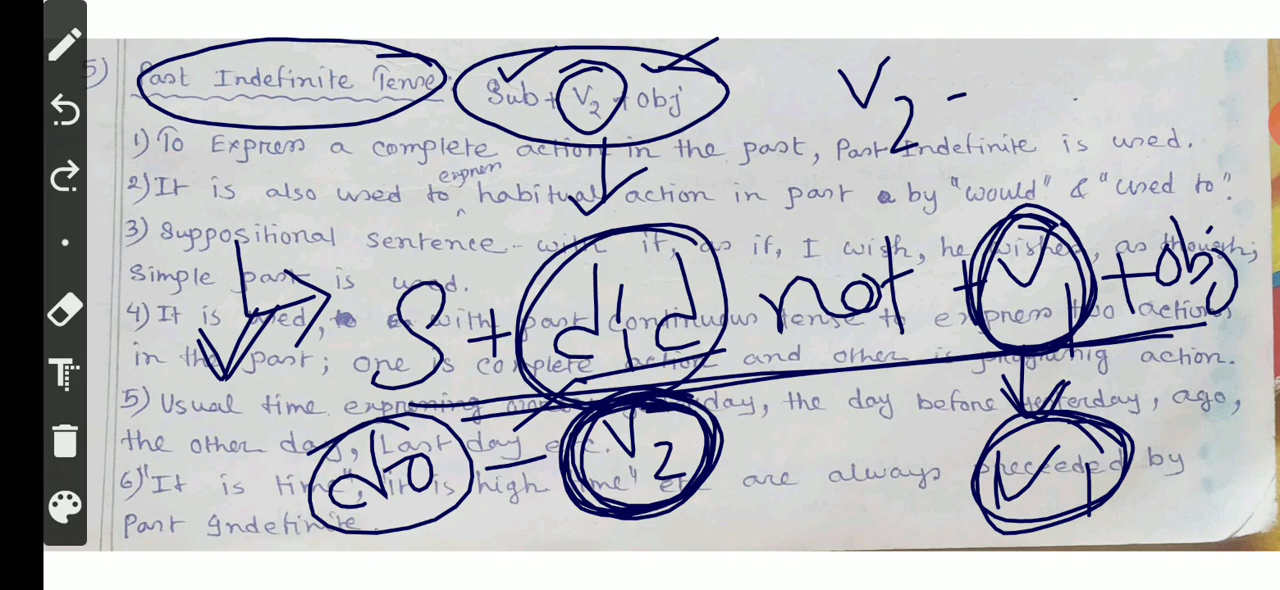 5) Past Indefinite Tense: Sub + V2 + Obj
V2 -
1) To Express a complete action in the past, Past Indefinite is used.
2) It is also used to express habitual action in past by "would" & "used to".
3) Suppositional sentence - with if, as if, I wish, he wished, as though; simple past is used.
S + did not + V1 + obj
4) It is used, with past continuous tense to express two actions
in the past; one is complete action and other is action.
5) Usual time day, the day before yesterday, ago,
the other day, Last day etc.
do - V2
V1
6) "It is time", "it is high time" etc are always preceeded by
Past Indefinite.